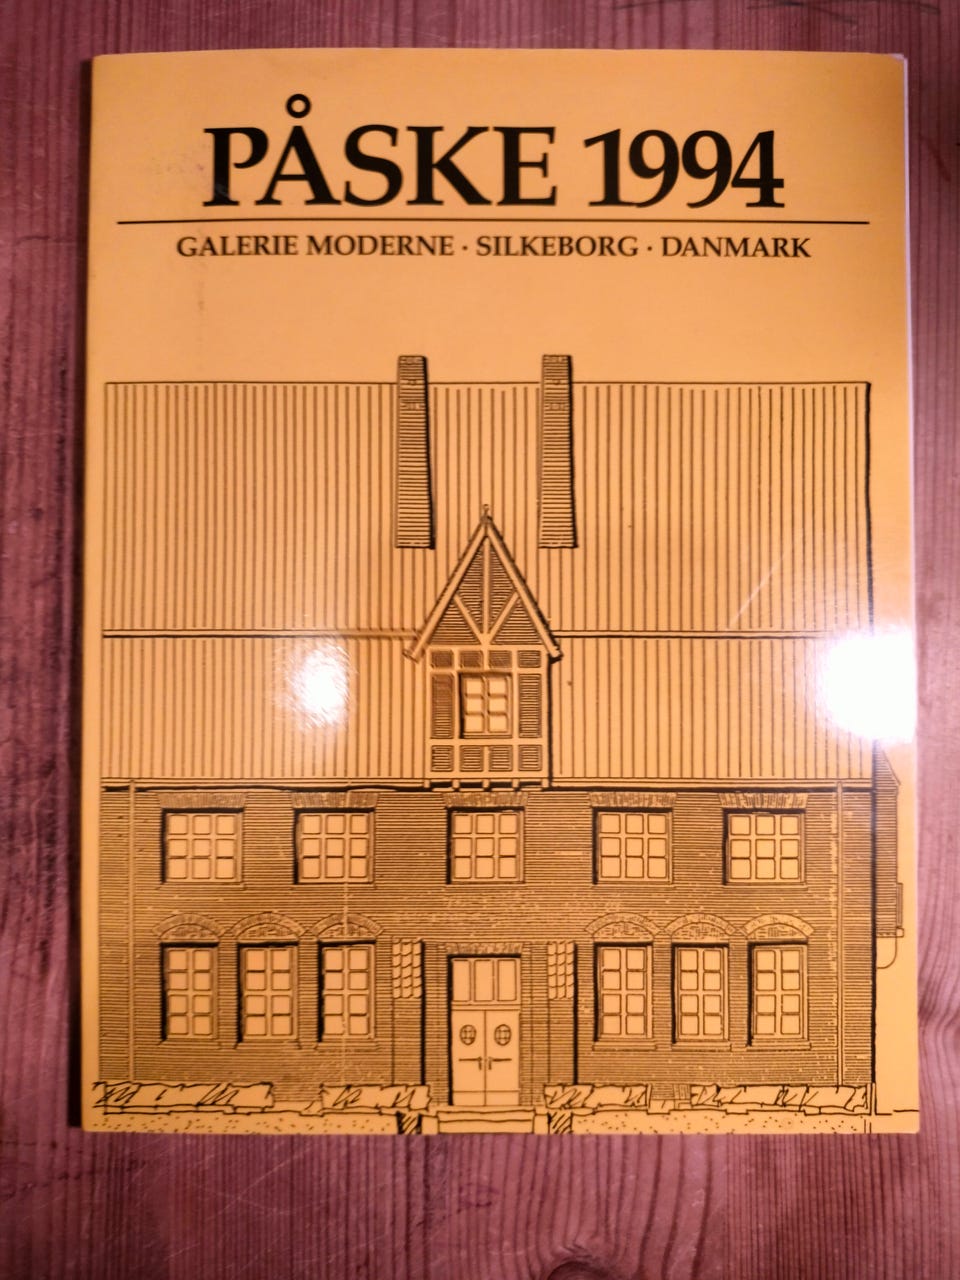 PÅSKE 1994
GALERIE MODERNE · SILKEBORG · DANMARK